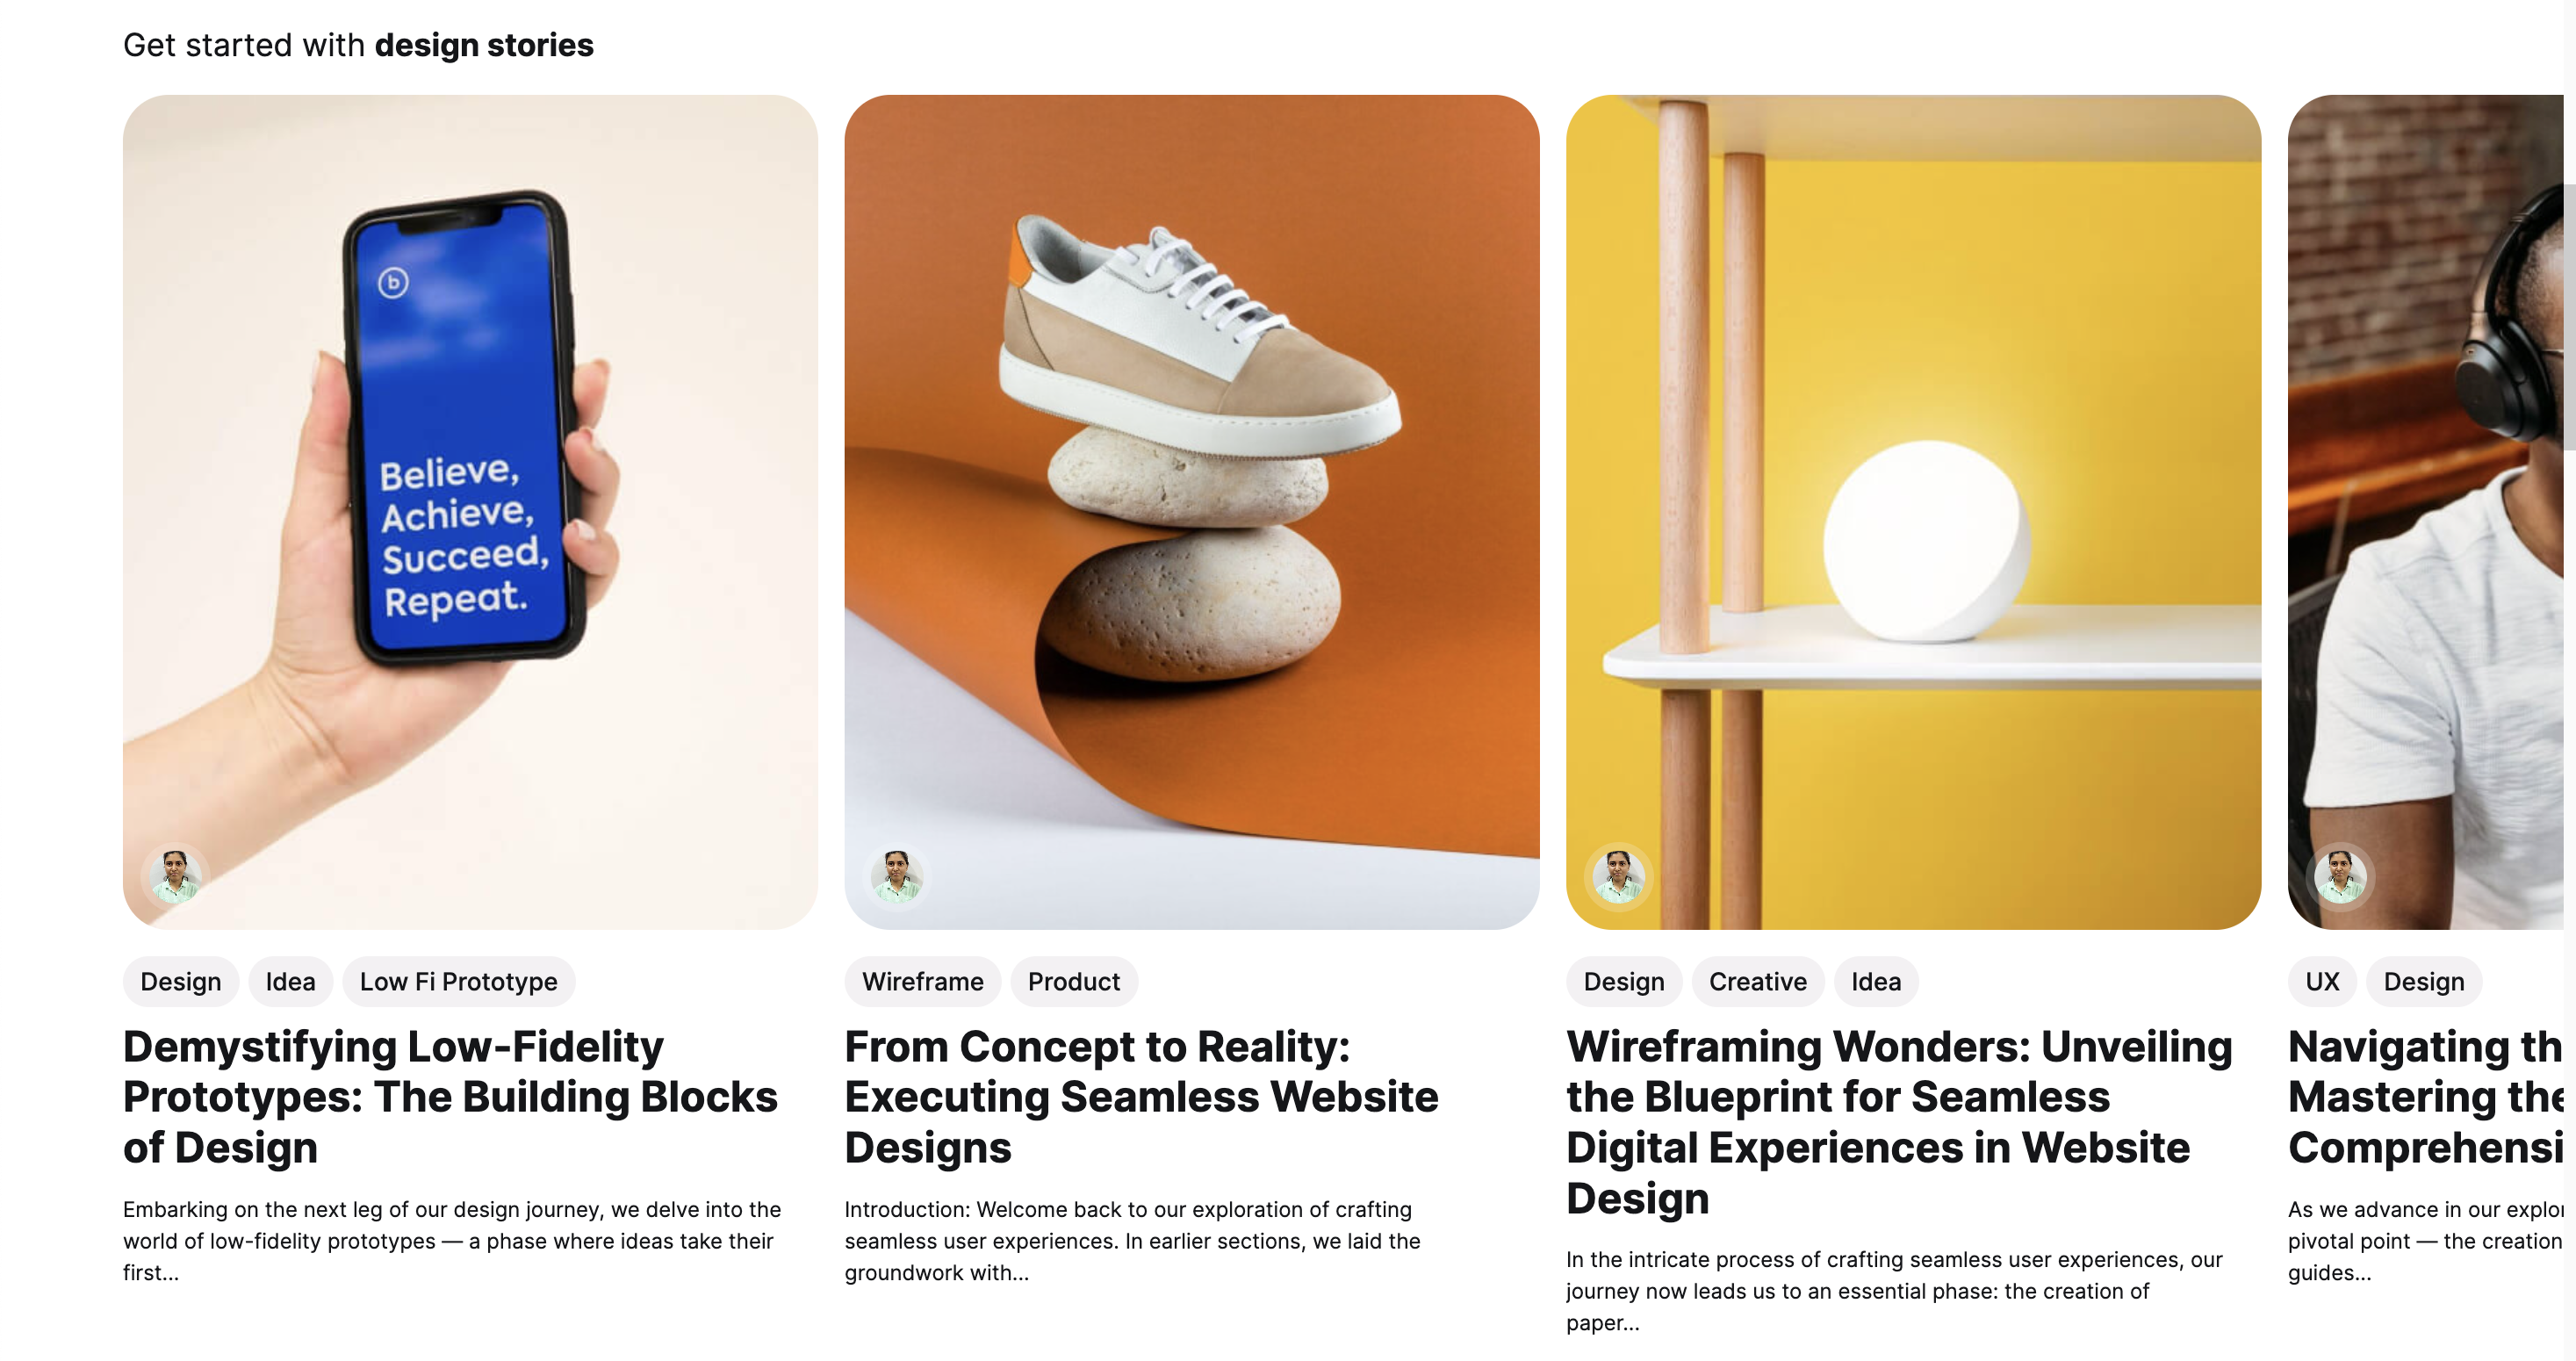 Get started with design stories
b
Believe,
Achieve,
Succeed,
Repeat.
Design Idea Low Fi Prototype
Demystifying Low-Fidelity
Prototypes: The Building Blocks
of Design
Embarking on the next leg of our design journey, we delve into the
world of low-fidelity prototypes — a phase where ideas take their
first...
Wireframe Product
From Concept to Reality:
Executing Seamless Website
Designs
Introduction: Welcome back to our exploration of crafting
seamless user experiences. In earlier sections, we laid the
groundwork with...
Design Creative Idea
Wireframing Wonders: Unveiling
the Blueprint for Seamless
Digital Experiences in Website
Design
In the intricate process of crafting seamless user experiences, our
journey now leads us to an essential phase: the creation of
paper...
UX Design
Navigating th
Mastering the
Comprehensi
As we advance in our explor
pivotal point — the creation
guides...